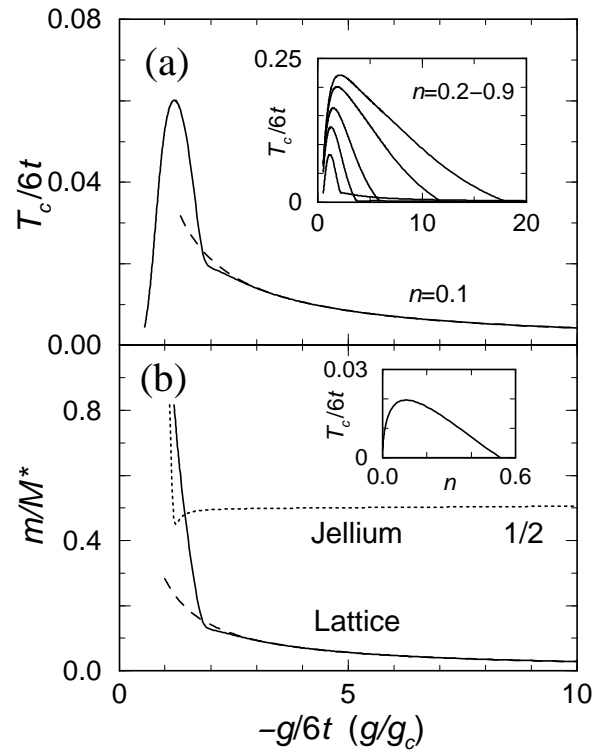 0.08
(a)
0.25
n=0.2−0.9
T_c/6t
0
0 10 20
T_c/6t
0.04
n=0.1
0.00
(b)
0.03
T_c/6t
0
0.0 n 0.6
0.8
m/M*
0.4
Jellium 1/2
Lattice
0.0
0 5 10
−g/6t (g/g_c)